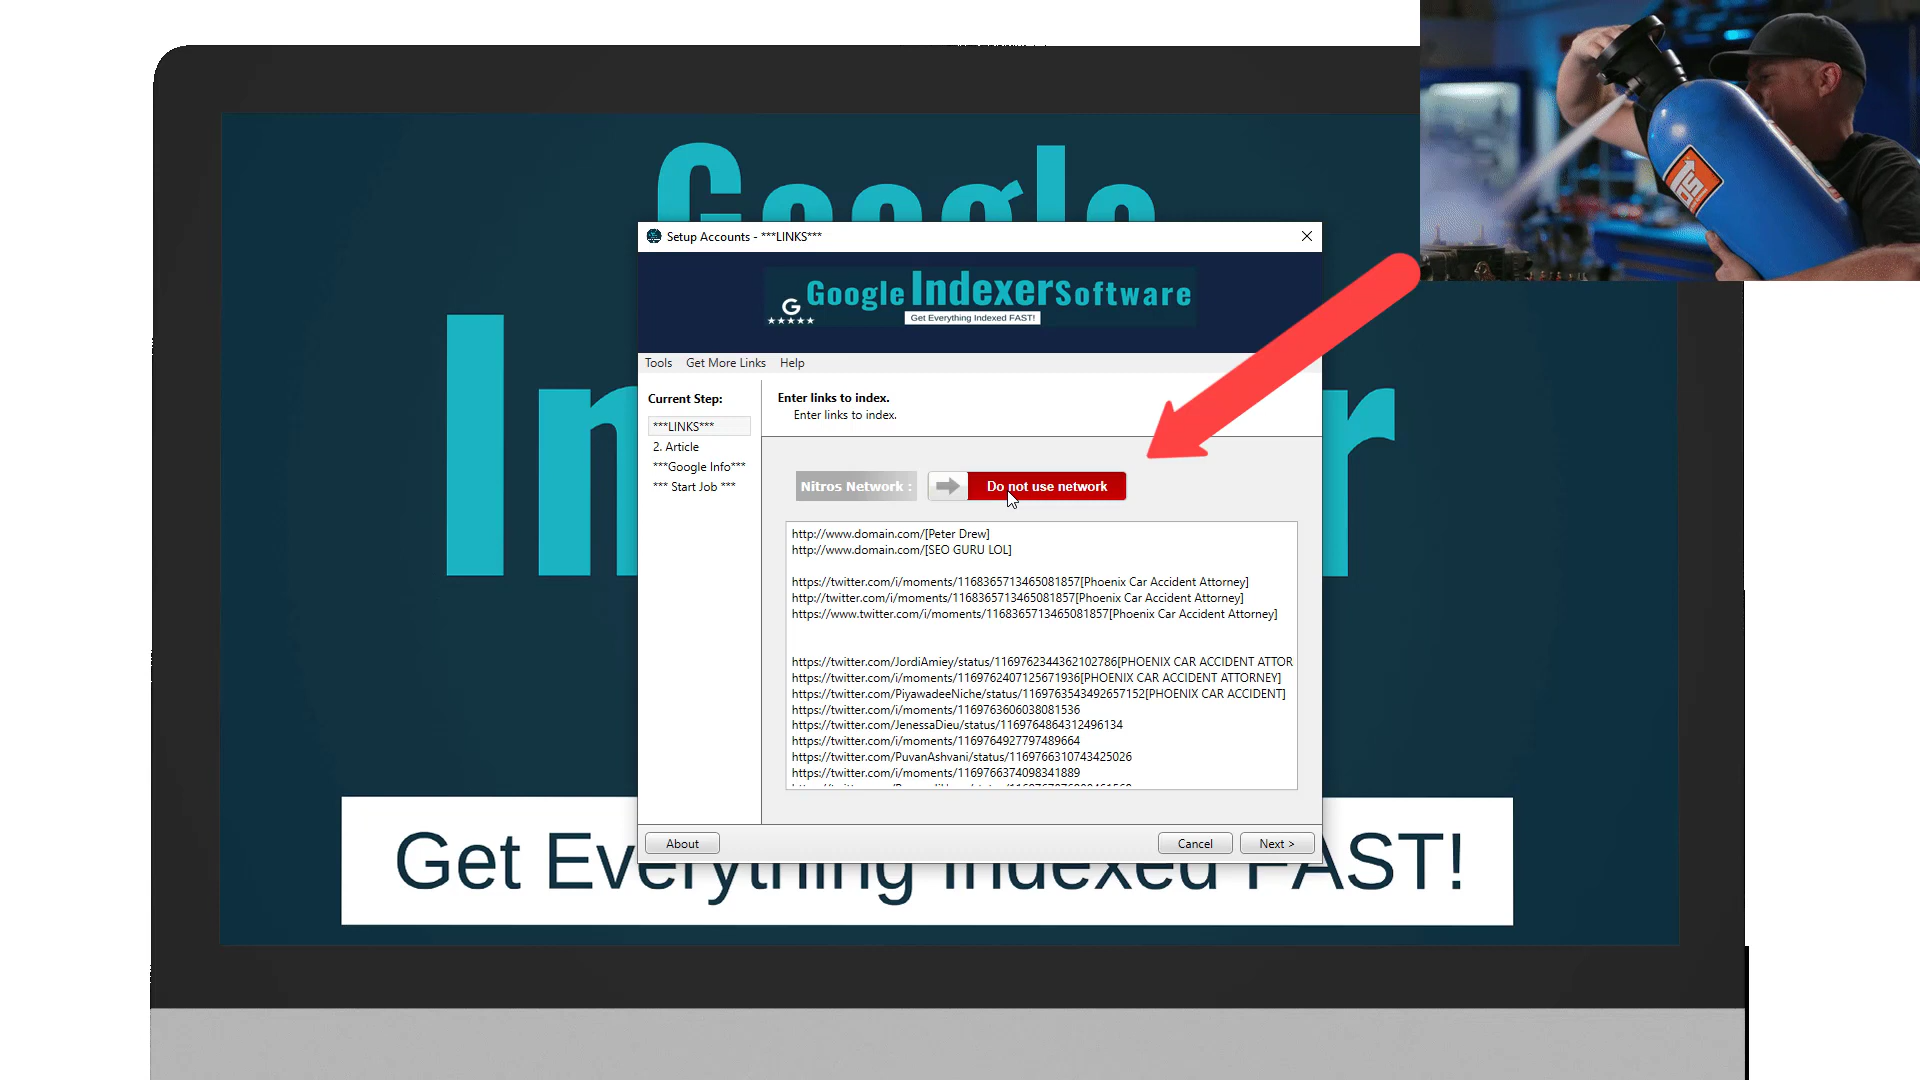 Google
Indexer
Get Everything Indexed FAST!
Setup Accounts - ***LINKS***
Google Indexer Software
G
Get Everything Indexed FAST!
Tools Get More Links Help
Current Step:
***LINKS***
2. Article
***Google Info***
*** Start Job ***
Enter links to index.
Enter links to index.
Nitros Network :
Do not use network
http://www.domain.com/[Peter Drew]
http://www.domain.com/[SEO GURU LOL]
https://twitter.com/i/moments/1168365713465081857[Phoenix Car Accident Attorney]
http://twitter.com/i/moments/1168365713465081857[Phoenix Car Accident Attorney]
https://www.twitter.com/i/moments/1168365713465081857[Phoenix Car Accident Attorney]
https://twitter.com/JordiAmiey/status/1169762344362102786[PHOENIX CAR ACCIDENT ATTOR
https://twitter.com/i/moments/1169762407125671936[PHOENIX CAR ACCIDENT ATTORNEY]
https://twitter.com/PiyawadeeNiche/status/1169763543492657152[PHOENIX CAR ACCIDENT]
https://twitter.com/i/moments/1169763606038081536
https://twitter.com/JenessaDieu/status/1169764864312496134
https://twitter.com/i/moments/1169764927797489664
https://twitter.com/PuvanAshvani/status/1169766310743425026
https://twitter.com/i/moments/1169766374098341889
About
Cancel
Next >